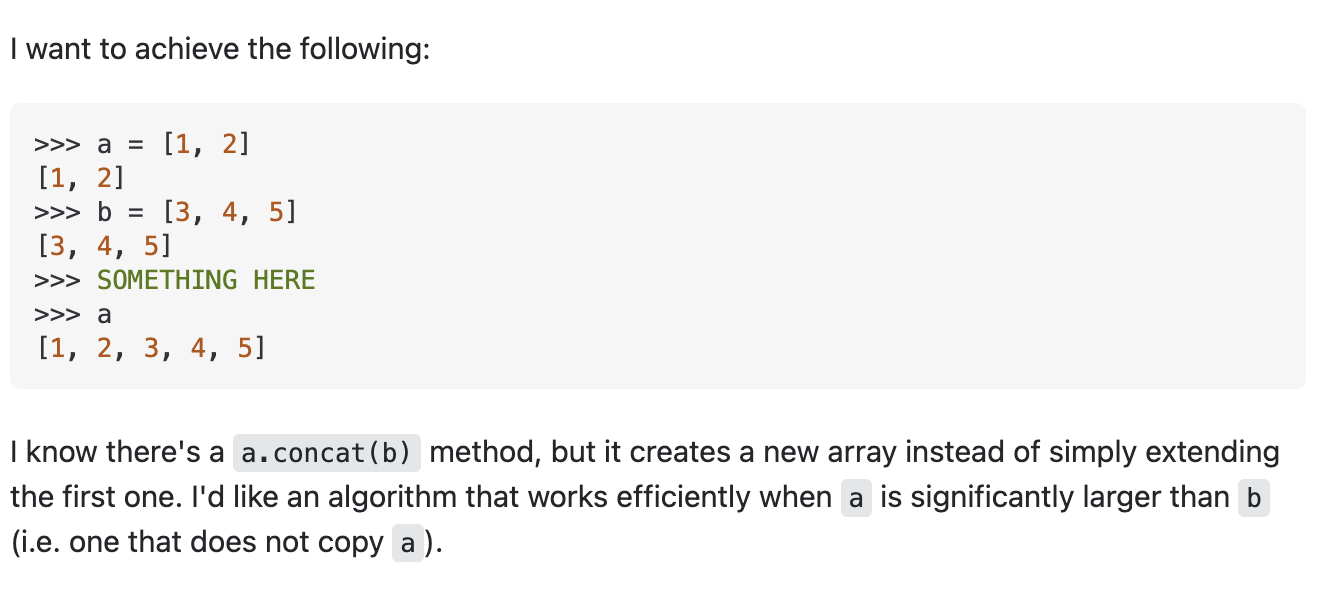 I want to achieve the following:
>>> a = [1, 2]
[1, 2]
>>> b = [3, 4, 5]
[3, 4, 5]
>>> SOMETHING HERE
>>> a
[1, 2, 3, 4, 5]
I know there's a a.concat(b) method, but it creates a new array instead of simply extending
the first one. I'd like an algorithm that works efficiently when a is significantly larger than b
(i.e. one that does not copy a).